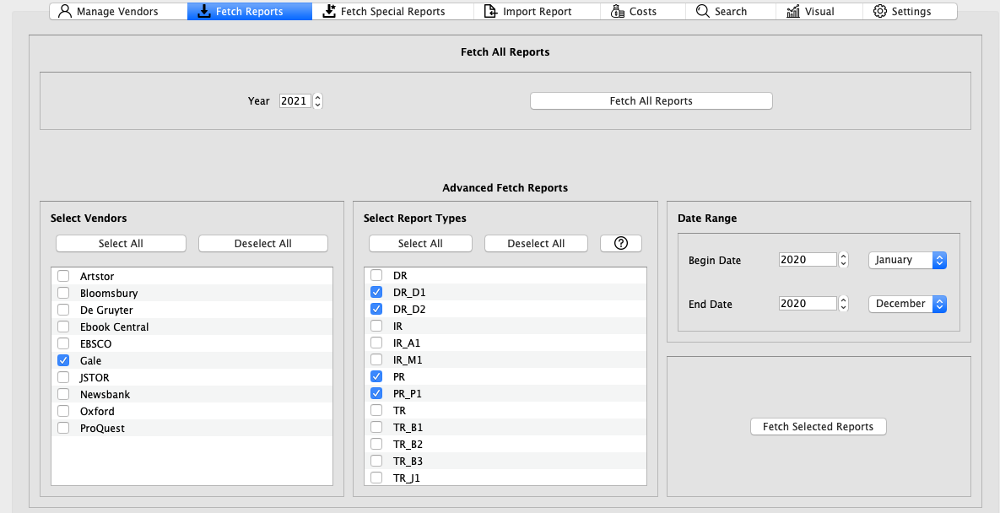 Manage Vendors
Fetch Reports
Fetch Special Reports
Import Report
Costs
Search
Visual
Settings
Fetch All Reports
Year 2021
Fetch All Reports
Advanced Fetch Reports
Select Vendors
Select All
Deselect All
Artstor
Bloomsbury
De Gruyter
Ebook Central
EBSCO
Gale
JSTOR
Newsbank
Oxford
ProQuest
Select Report Types
Select All
Deselect All
?
DR
DR_D1
DR_D2
IR
IR_A1
IR_M1
PR
PR_P1
TR
TR_B1
TR_B2
TR_B3
TR_J1
Date Range
Begin Date 2020 January
End Date 2020 December
Fetch Selected Reports